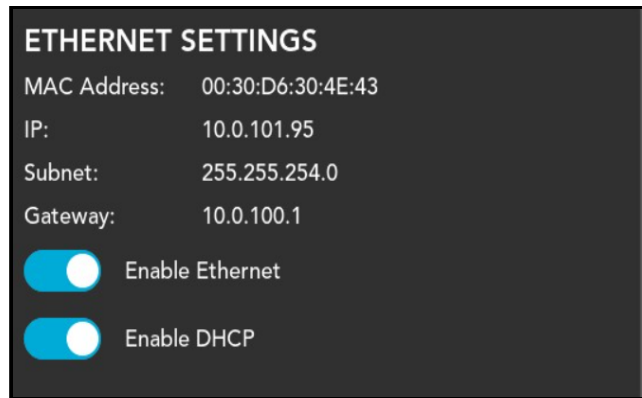 ETHERNET SETTINGS
MAC Address: 00:30:D6:30:4E:43
IP: 10.0.101.95
Subnet: 255.255.254.0
Gateway: 10.0.100.1
Enable Ethernet
Enable DHCP